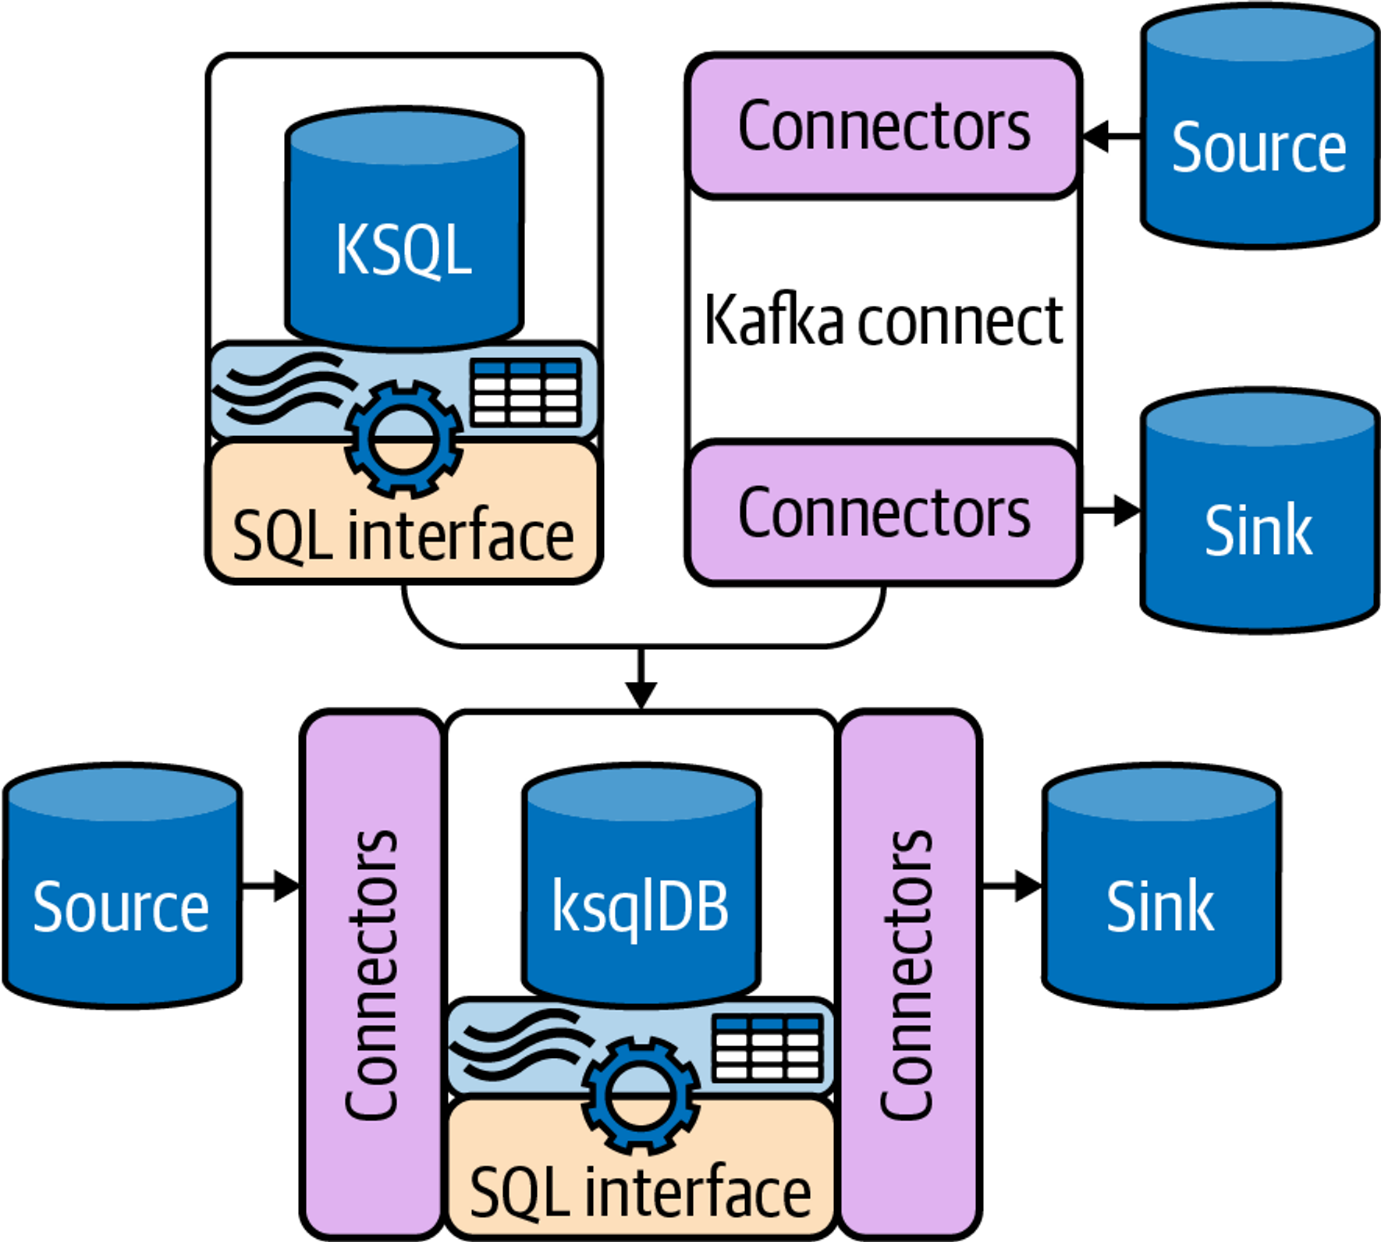 KSQL
SQL interface
Connectors
Source
Kafka connect
Connectors
Sink
Source
Connectors
ksqlDB
SQL interface
Connectors
Sink